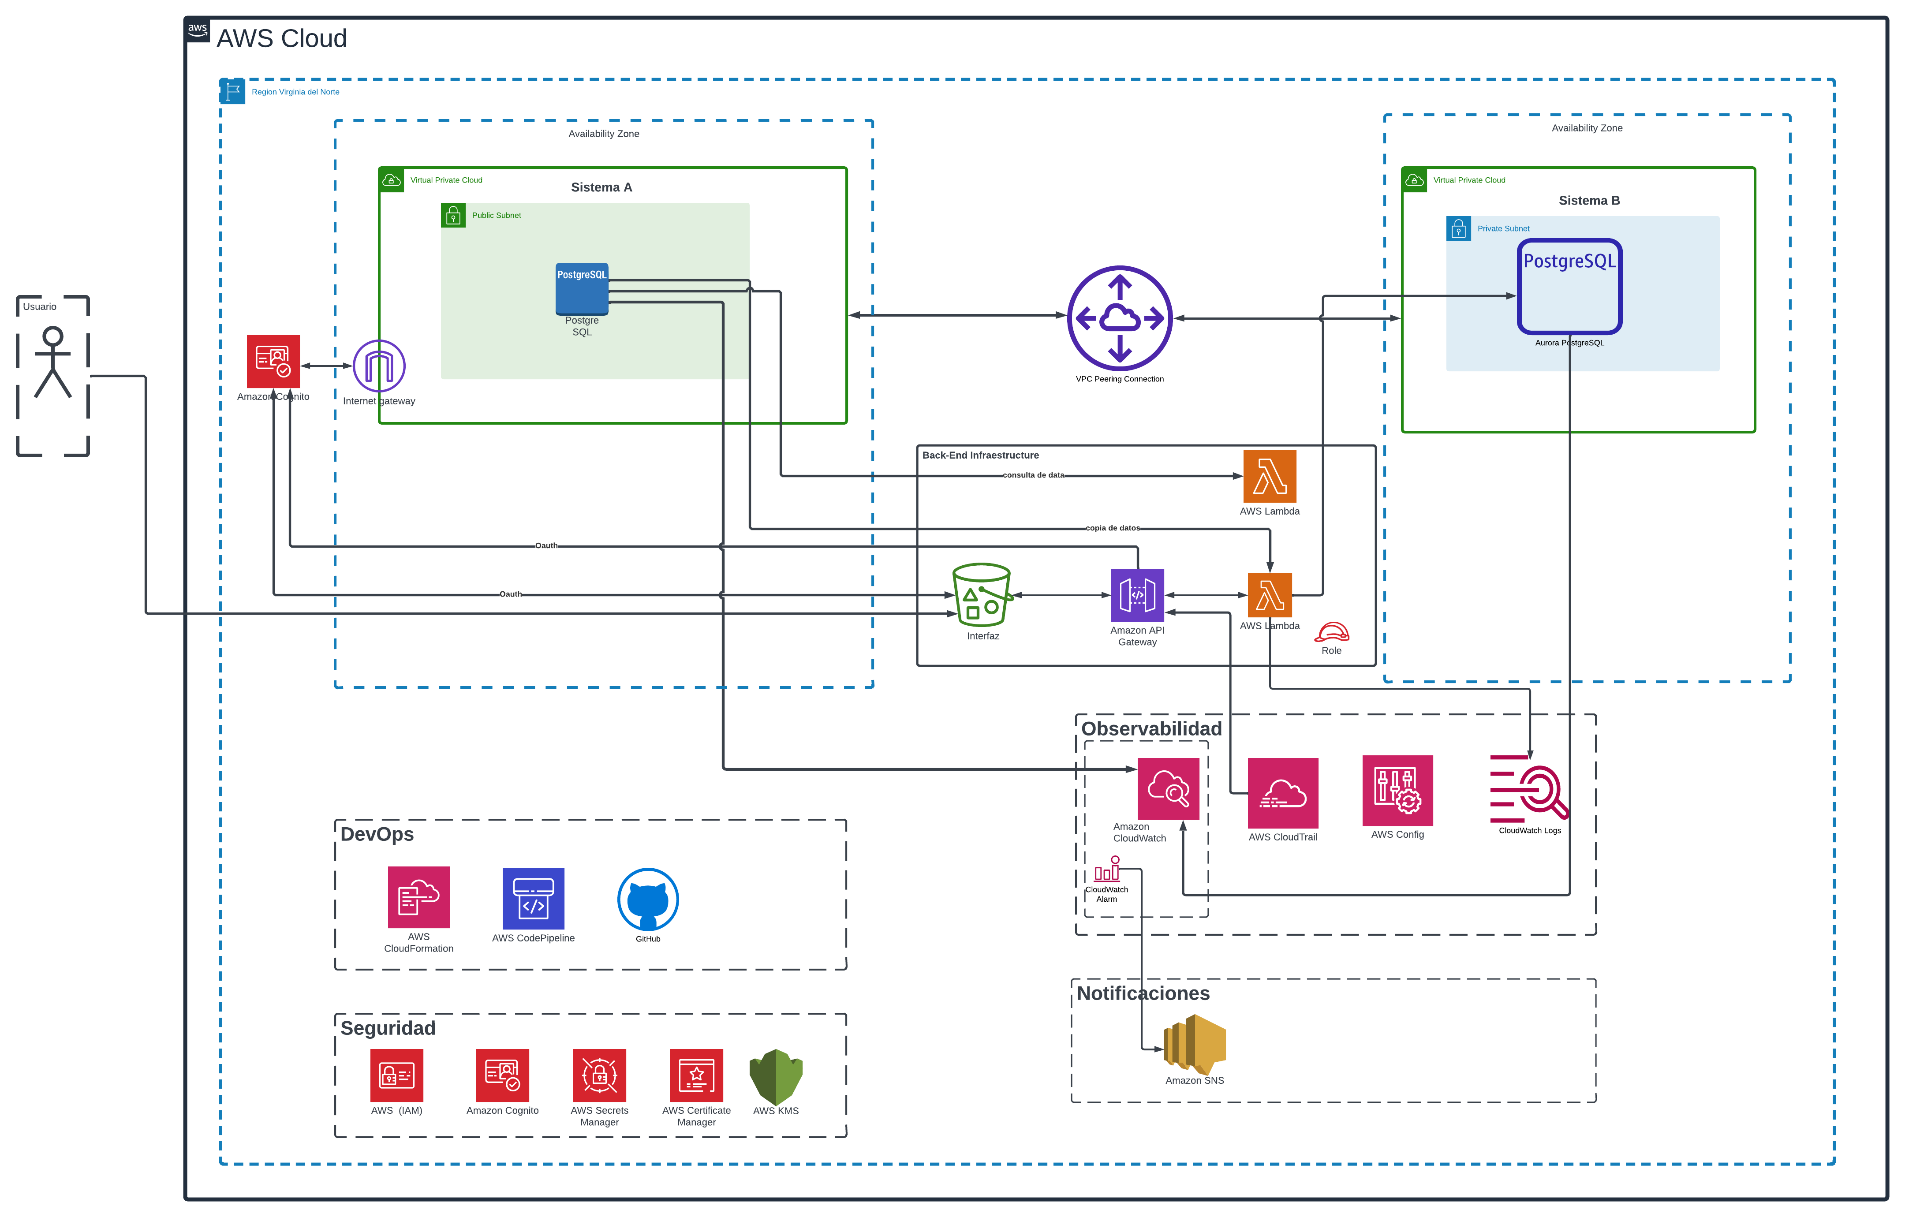 aws
AWS Cloud
Region Virginia del Norte
Availability Zone
Availability Zone
Virtual Private Cloud
Sistema A
Public Subnet
PostgreSQL
Postgre
SQL
Virtual Private Cloud
Sistema B
Private Subnet
PostgreSQL
Aurora PostgreSQL
VPC Peering Connection
Usuario
Amazon Cognito
Internet gateway
Back-End Infraestructure
consulta de data
AWS Lambda
copia de datos
Oauth
Oauth
Interfaz
Amazon API
Gateway
AWS Lambda
Role
Observabilidad
Amazon
CloudWatch
AWS CloudTrail
AWS Config
CloudWatch Logs
CloudWatch
Alarm
DevOps
AWS
CloudFormation
AWS CodePipeline
GitHub
Notificaciones
Amazon SNS
Seguridad
AWS (IAM)
Amazon Cognito
AWS Secrets
Manager
AWS Certificate
Manager
AWS KMS